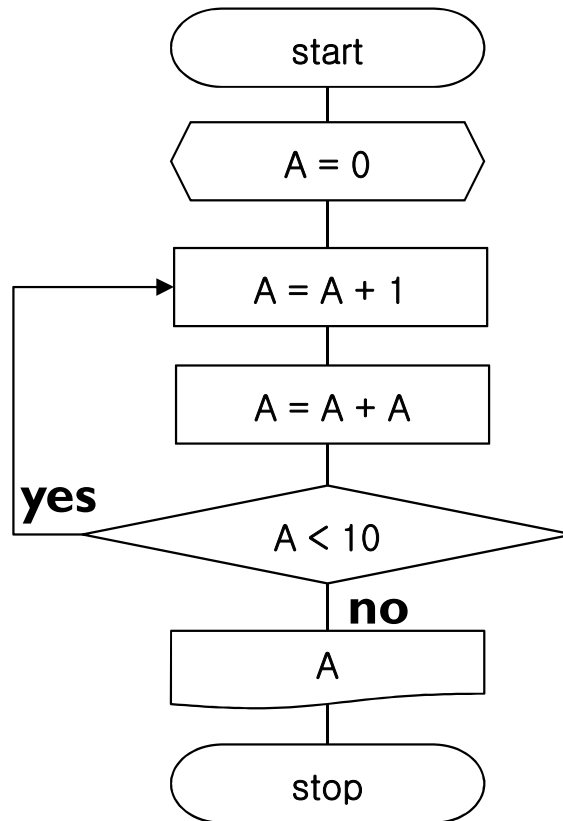 start
A = 0
A = A + 1
A = A + A
yes
A < 10
no
A
stop